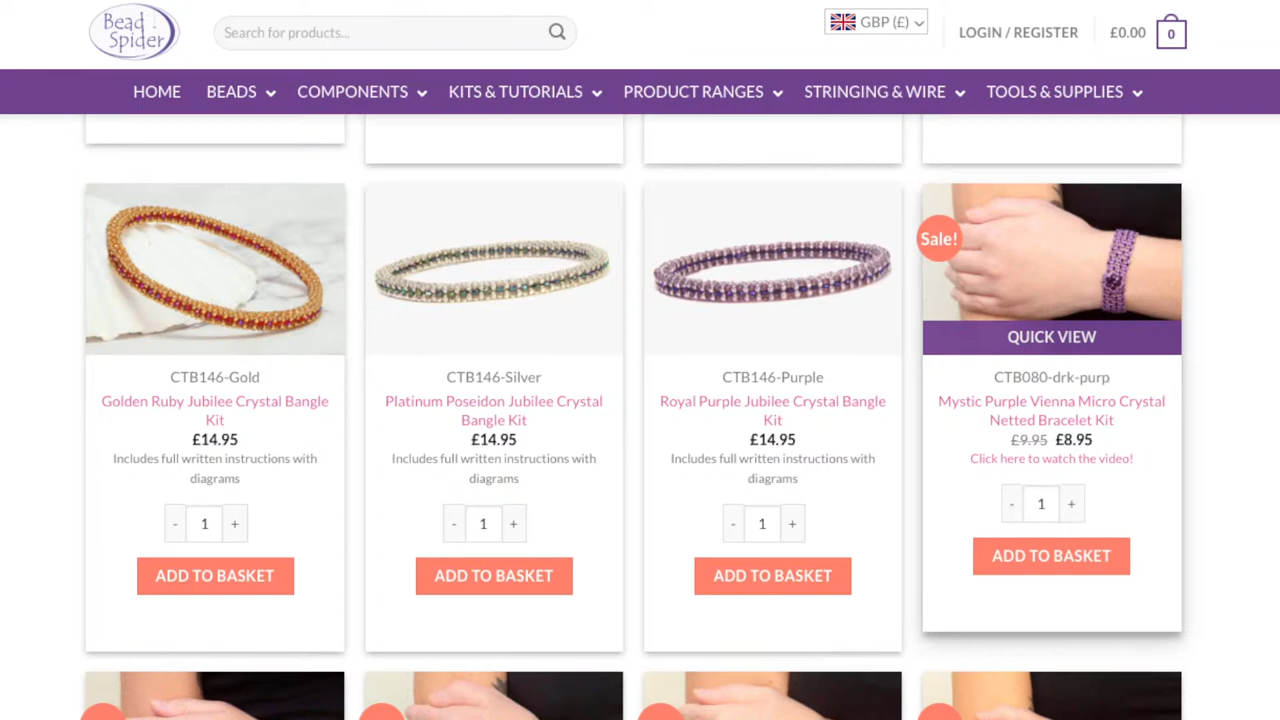 Bead
Spider
Search for products...
GBP (£)
LOGIN / REGISTER
£0.00
0
HOME
BEADS
COMPONENTS
KITS & TUTORIALS
PRODUCT RANGES
STRINGING & WIRE
TOOLS & SUPPLIES
CTB146-Gold
Golden Ruby Jubilee Crystal Bangle
Kit
£14.95
Includes full written instructions with
diagrams
- 1 +
ADD TO BASKET
CTB146-Silver
Platinum Poseidon Jubilee Crystal
Bangle Kit
£14.95
Includes full written instructions with
diagrams
- 1 +
ADD TO BASKET
CTB146-Purple
Royal Purple Jubilee Crystal Bangle
Kit
£14.95
Includes full written instructions with
diagrams
- 1 +
ADD TO BASKET
Sale!
QUICK VIEW
CTB080-drk-purp
Mystic Purple Vienna Micro Crystal
Netted Bracelet Kit
£9.95 £8.95
Click here to watch the video!
- 1 +
ADD TO BASKET